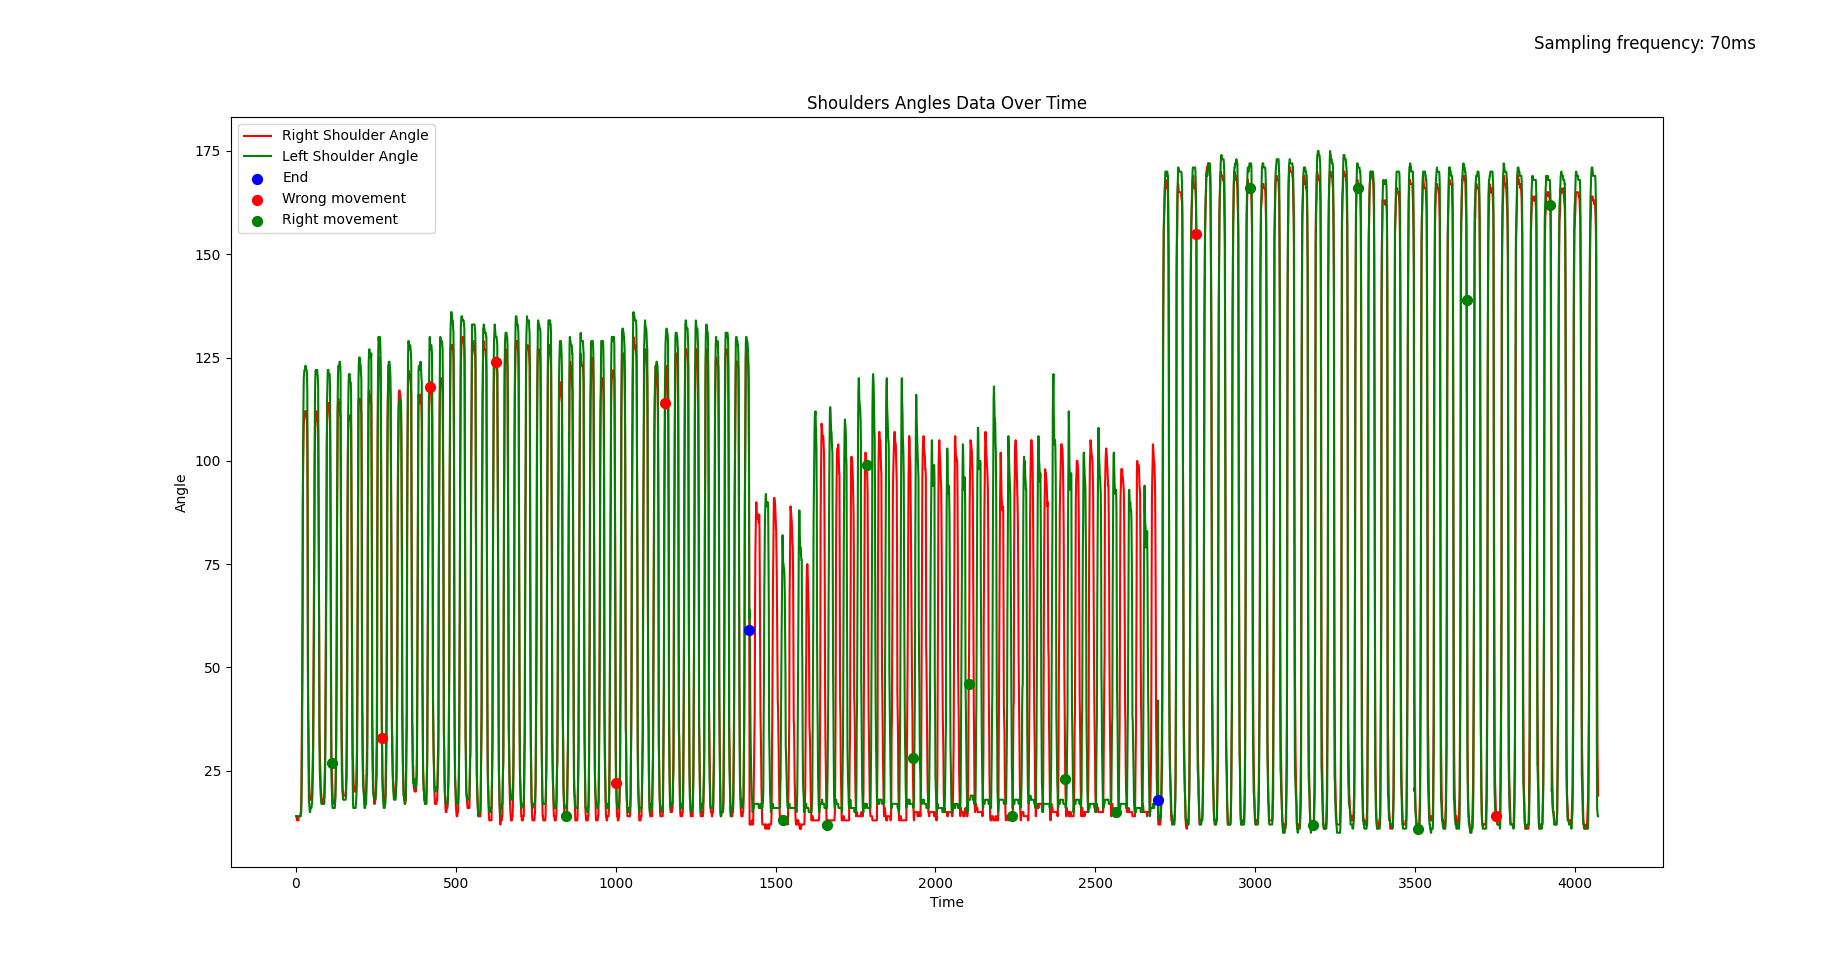 Sampling frequency: 70ms
Shoulders Angles Data Over Time
Right Shoulder Angle
Left Shoulder Angle
End
Wrong movement
Right movement
175
150
125
100
75
50
25
Angle
0 500 1000 1500 2000 2500 3000 3500 4000
Time